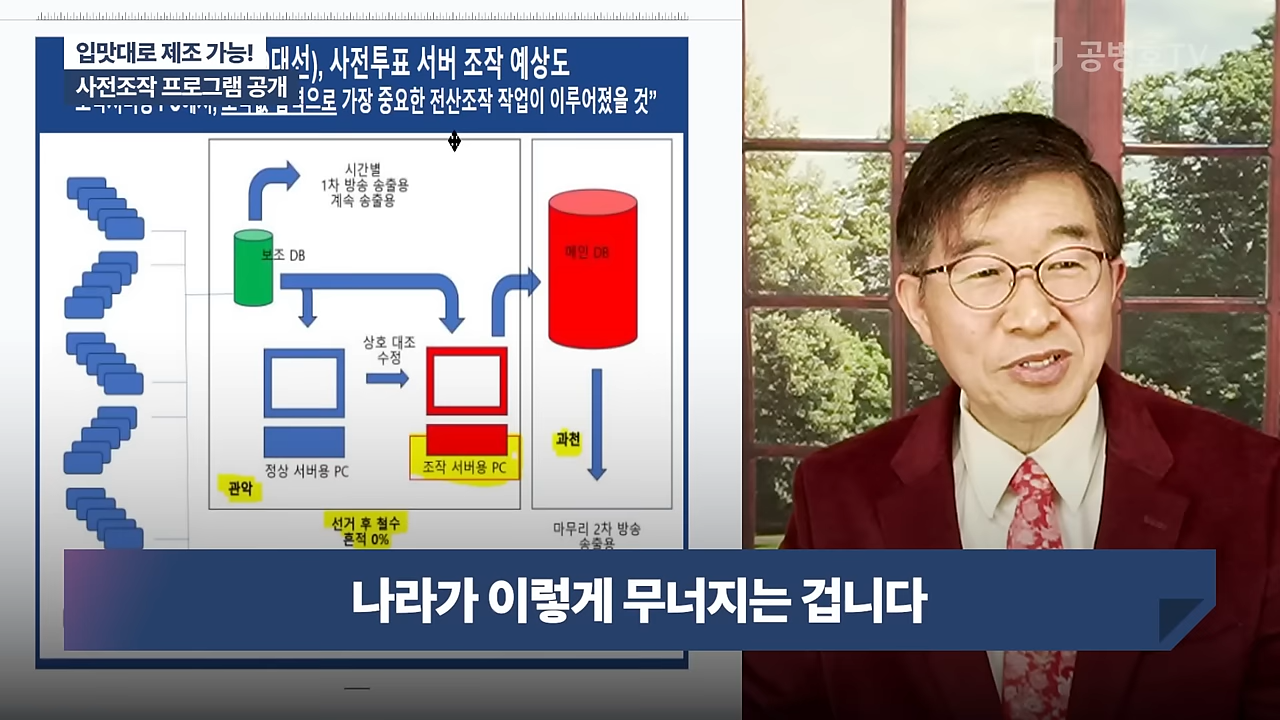 입맛대로 제조 가능!
사전조작 프로그램 공개
대선), 사전투표 서버 조작 예상도
가장 중요한 전산조작 작업이 이루어졌을 것”
공병호TV
시간별
1차 방송 송출용
계속 송출용
보조 DB
메인 DB
상호 대조
수정
정상 서버용 PC
조작 서버용 PC
관악
과천
선거 후 철수
흔적 0%
마무리 2차 방송
송출용
나라가 이렇게 무너지는 겁니다